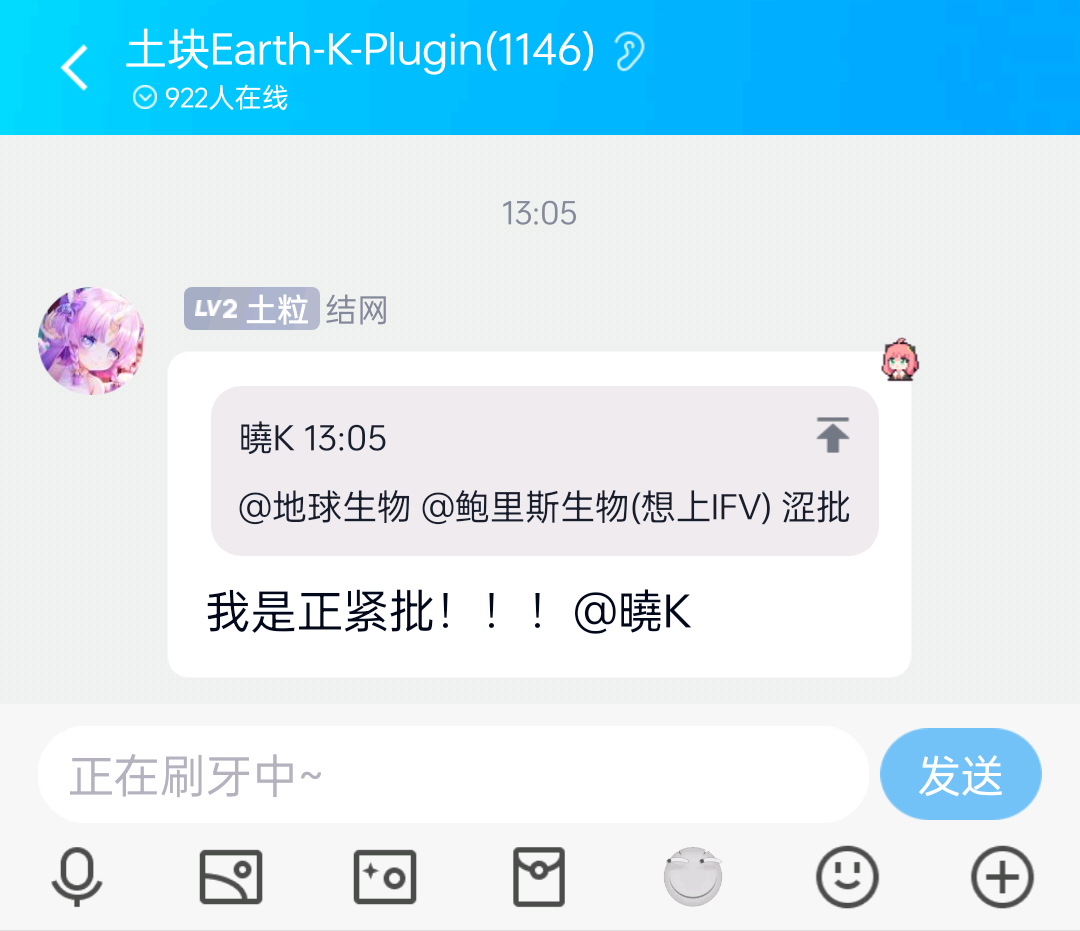 土块Earth-K-Plugin(1146)
922人在线
13:05
LV2 土粒 结网
曉K 13:05
@地球生物 @鲍里斯生物(想上IFV) 涩批
我是正紧批！！！@曉K
正在刷牙中~
发送